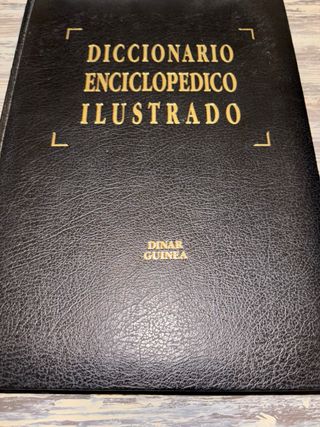 DICCIONARIO
ENCICLOPEDICO
ILUSTRADO
DINAR
GUINEA